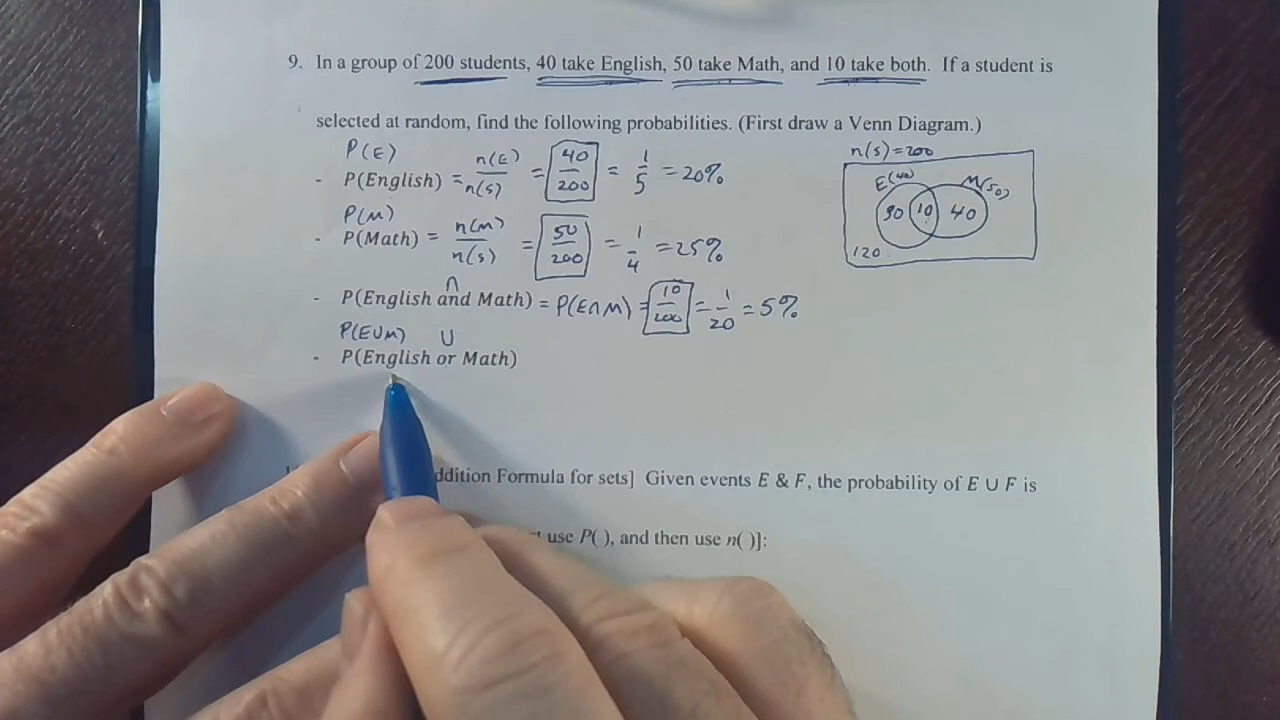 9. In a group of 200 students, 40 take English, 50 take Math, and 10 take both. If a student is
selected at random, find the following probabilities. (First draw a Venn Diagram.)
n(s)=200
E(40) M(50)
30 10 40
120
P(E)
- P(English) = n(E)/n(s) = 40/200 = 1/5 = 20%
P(M)
- P(Math) = n(M)/n(s) = 50/200 = 1/4 = 25%
∩
- P(English and Math) = P(E∩M) = 10/200 = 1/20 = 5%
P(E∪M) ∪
- P(English or Math)
ddition Formula for sets] Given events E & F, the probability of E ∪ F is
use P( ), and then use n( )]: